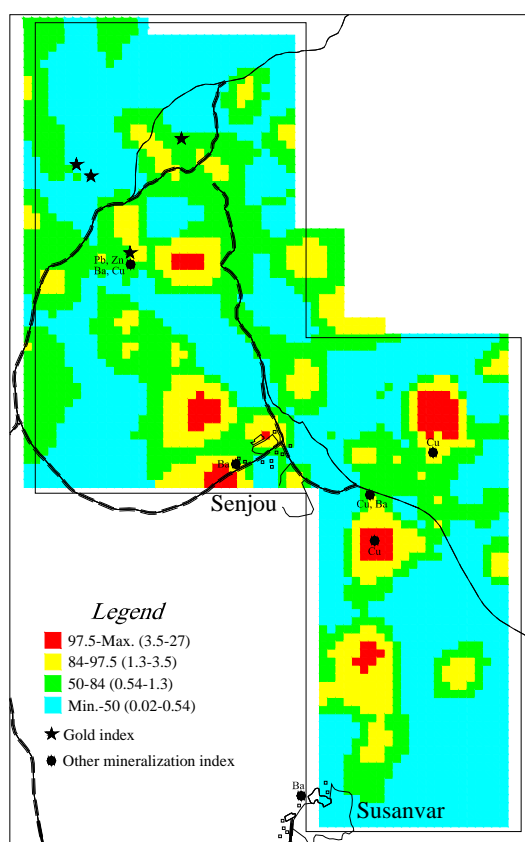 Pb, Zn
Ba, Cu
Cu
Ba
Cu, Ba
Senjou
Cu
Legend
97.5-Max. (3.5-27)
84-97.5 (1.3-3.5)
50-84 (0.54-1.3)
Min.-50 (0.02-0.54)
Gold index
Other mineralization index
Ba
Susanvar